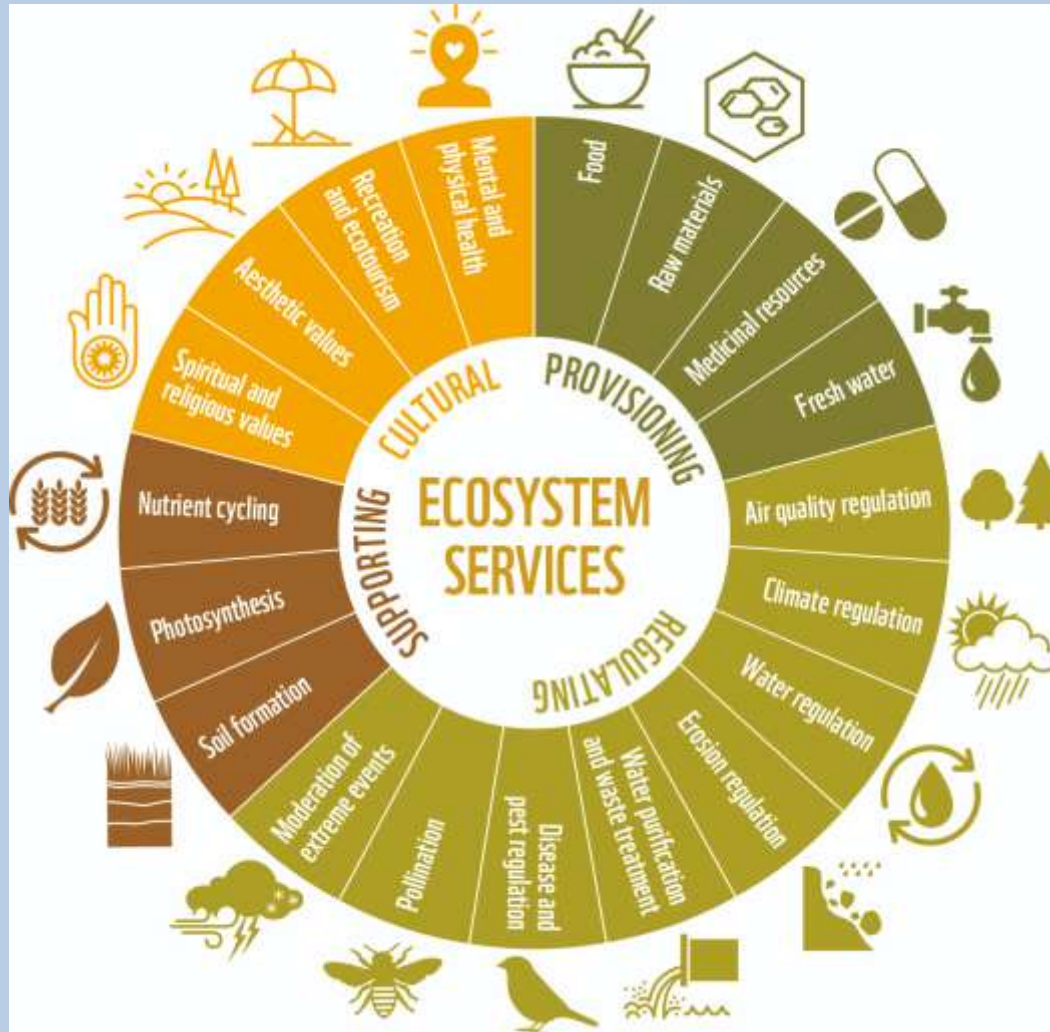 ECOSYSTEM
SERVICES
PROVISIONING
Food
Raw materials
Medicinal resources
Fresh water
REGULATING
Air quality regulation
Climate regulation
Water regulation
Erosion regulation
Water purification
and waste treatment
Disease and
pest regulation
Pollination
Moderation of
extreme events
SUPPORTING
Soil formation
Photosynthesis
Nutrient cycling
CULTURAL
Spiritual and
religious values
Aesthetic values
Recreation
and ecotourism
Mental and
physical health